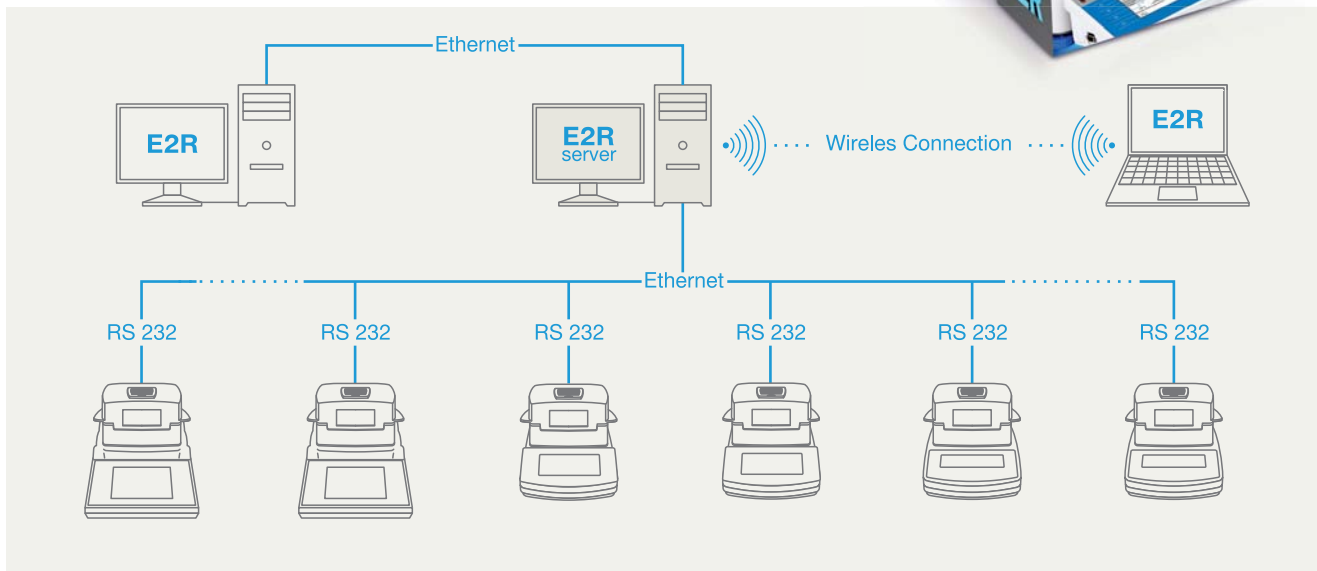 Ethernet
E2R
E2R
server
Wireles Connection
E2R
Ethernet
RS 232
RS 232
RS 232
RS 232
RS 232
RS 232